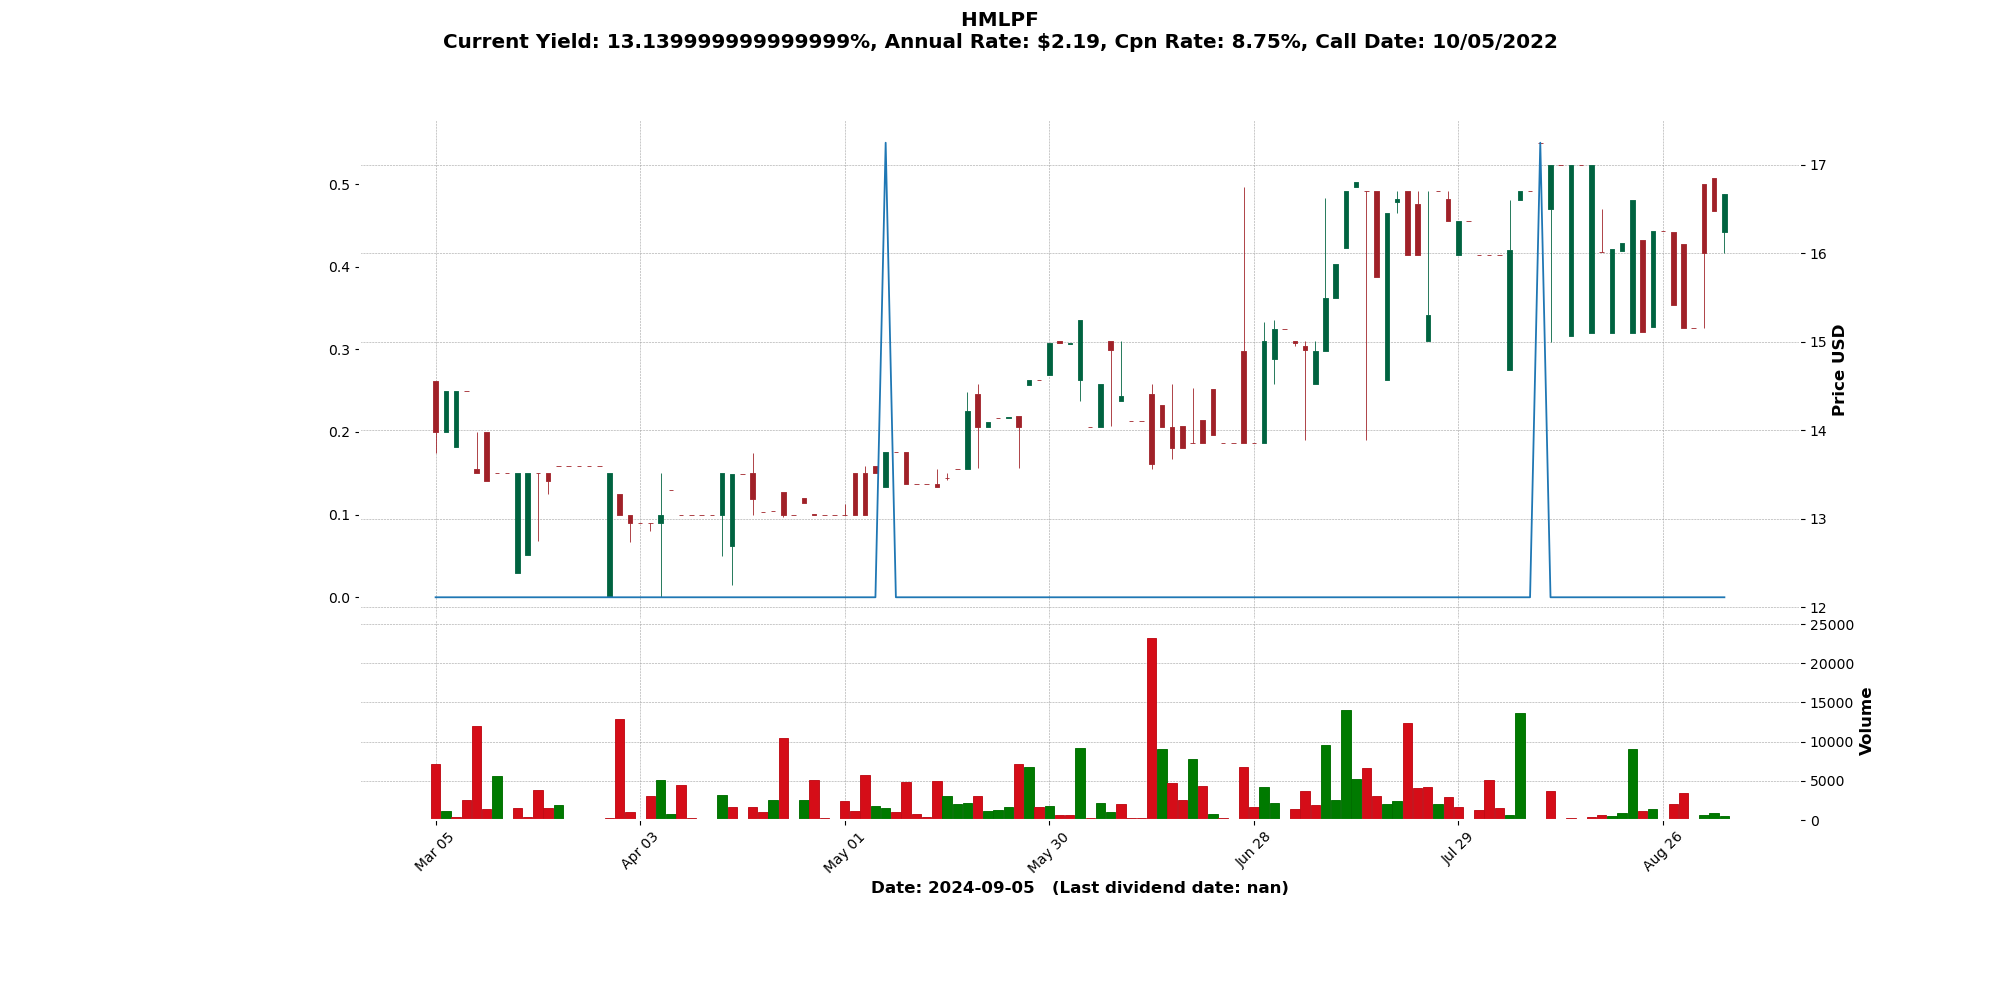 HMLPF
Current Yield: 13.139999999999999%, Annual Rate: $2.19, Cpn Rate: 8.75%, Call Date: 10/05/2022
0.5
0.4
0.3
0.2
0.1
0.0
17
16
15
14
13
12
Price USD
25000
20000
15000
10000
5000
0
Volume
Mar 05
Apr 03
May 01
May 30
Jun 28
Jul 29
Aug 26
Date: 2024-09-05 (Last dividend date: nan)